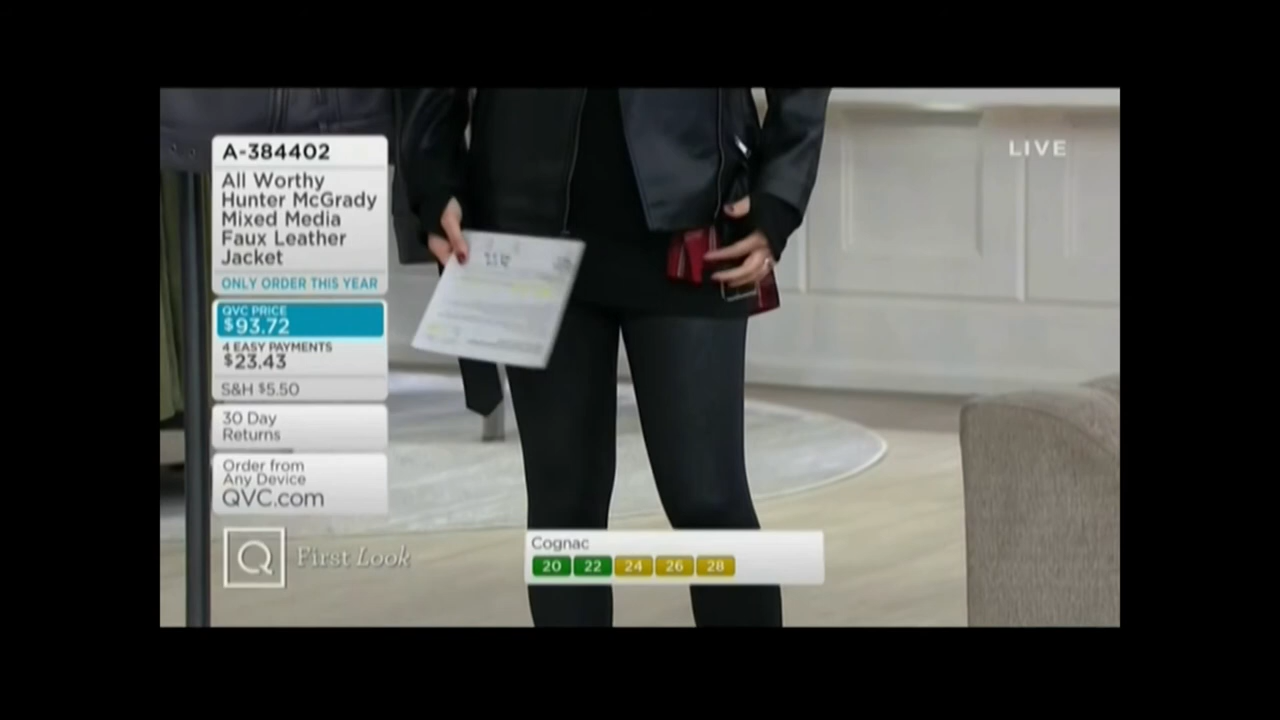 A-384402
All Worthy
Hunter McGrady
Mixed Media
Faux Leather
Jacket
ONLY ORDER THIS YEAR
QVC PRICE
$93.72
4 EASY PAYMENTS
$23.43
S&H $5.50
30 Day
Returns
Order from
Any Device
QVC.com
Q First Look
LIVE
Cognac
20 22 24 26 28